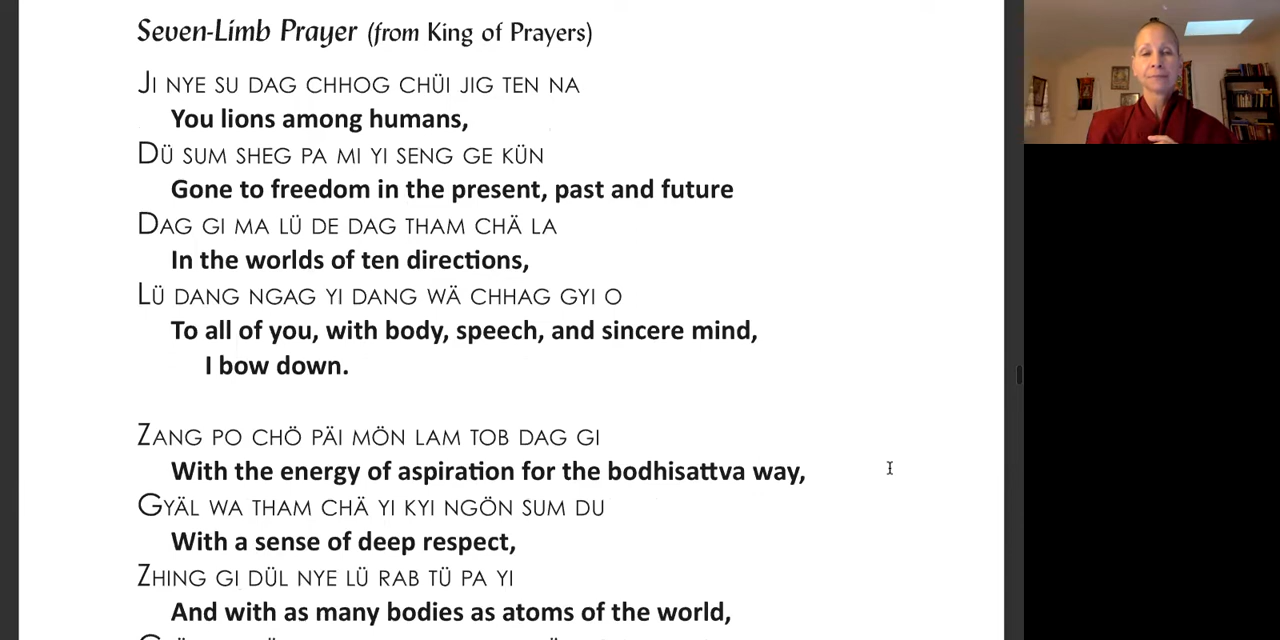 Seven-Limb Prayer (from King of Prayers)
JI NYE SU DAG CHHOG CHÜI JIG TEN NA
You lions among humans,
DÜ SUM SHEG PA MI YI SENG GE KÜN
Gone to freedom in the present, past and future
DAG GI MA LÜ DE DAG THAM CHÄ LA
In the worlds of ten directions,
LÜ DANG NGAG YI DANG WÄ CHHAG GYI O
To all of you, with body, speech, and sincere mind,
I bow down.
ZANG PO CHÖ PÄI MÖN LAM TOB DAG GI
With the energy of aspiration for the bodhisattva way,
GYÄL WA THAM CHÄ YI KYI NGÖN SUM DU
With a sense of deep respect,
ZHING GI DÜL NYE LÜ RAB TÜ PA YI
And with as many bodies as atoms of the world,